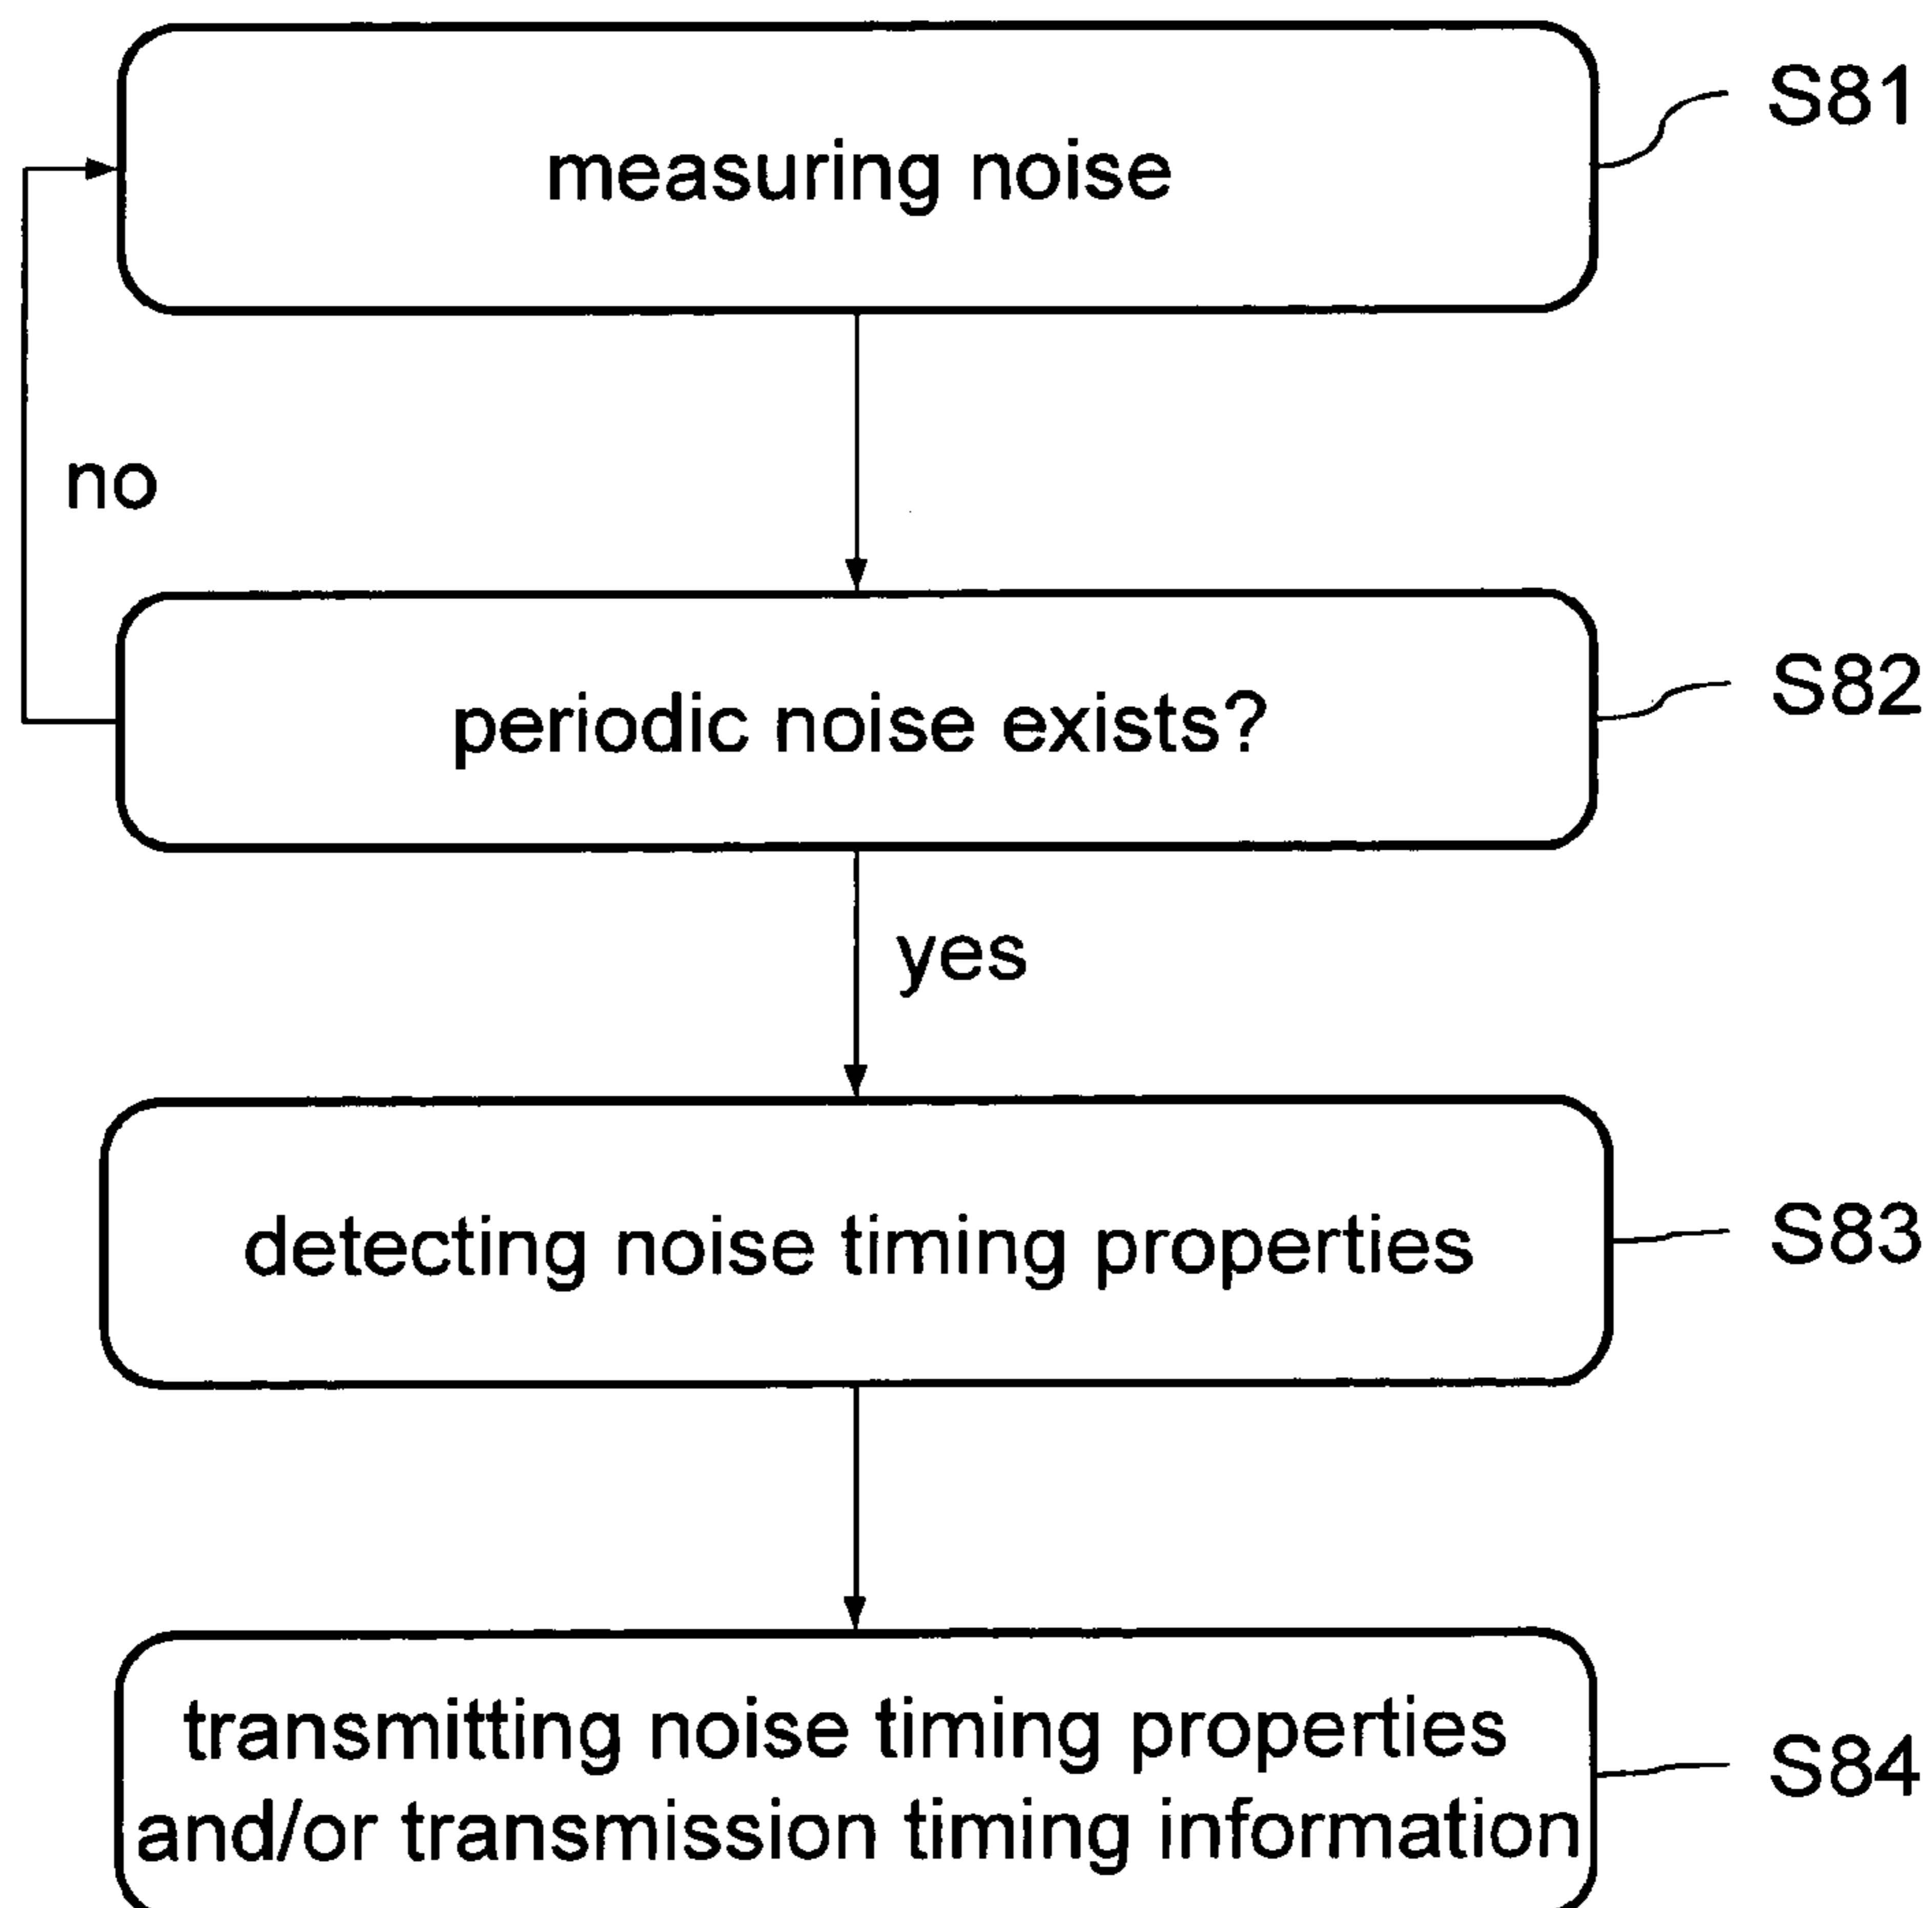 measuring noise
S81
no
periodic noise exists?
S82
yes
detecting noise timing properties
S83
transmitting noise timing properties
and/or transmission timing information
S84